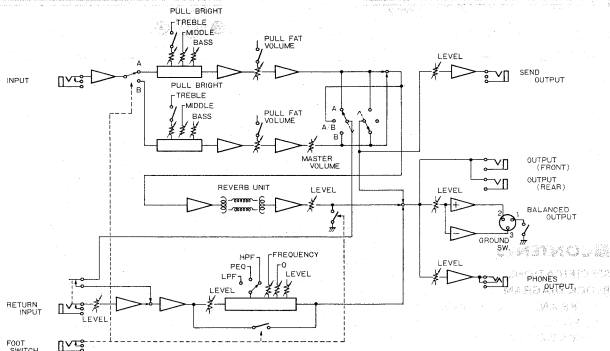 PULL BRIGHT
TREBLE
MIDDLE
BASS
PULL FAT
VOLUME
INPUT
A
B
PULL BRIGHT
TREBLE
MIDDLE
BASS
PULL FAT
VOLUME
MASTER
VOLUME
A
A/B
B
LEVEL
SEND
OUTPUT
REVERB UNIT
LEVEL
OUTPUT
(FRONT)
OUTPUT
(REAR)
LEVEL
+
-
2
1
3
BALANCED
OUTPUT
GROUND
SW.
LEVEL
PHONES
OUTPUT
HPF
PEQ
LPF
FREQUENCY
Q
LEVEL
LEVEL
RETURN
INPUT
LEVEL
FOOT
SWITCH